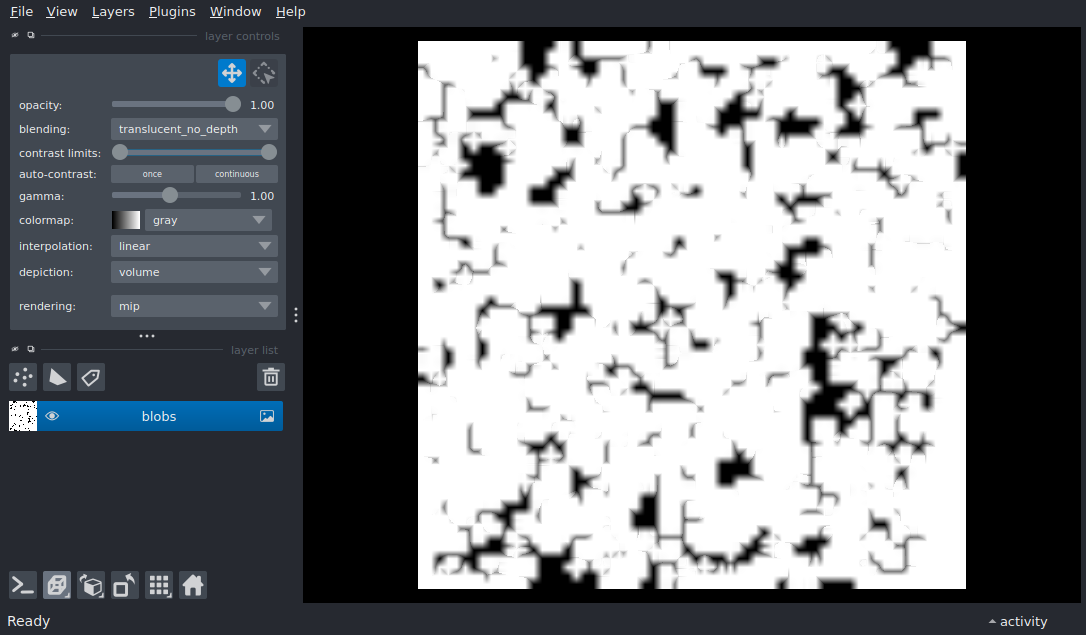 File View Layers Plugins Window Help
layer controls
opacity: 1.00
blending: translucent_no_depth
contrast limits:
auto-contrast: once continuous
gamma: 1.00
colormap: gray
interpolation: linear
depiction: volume
rendering: mip
layer list
blobs
Ready activity